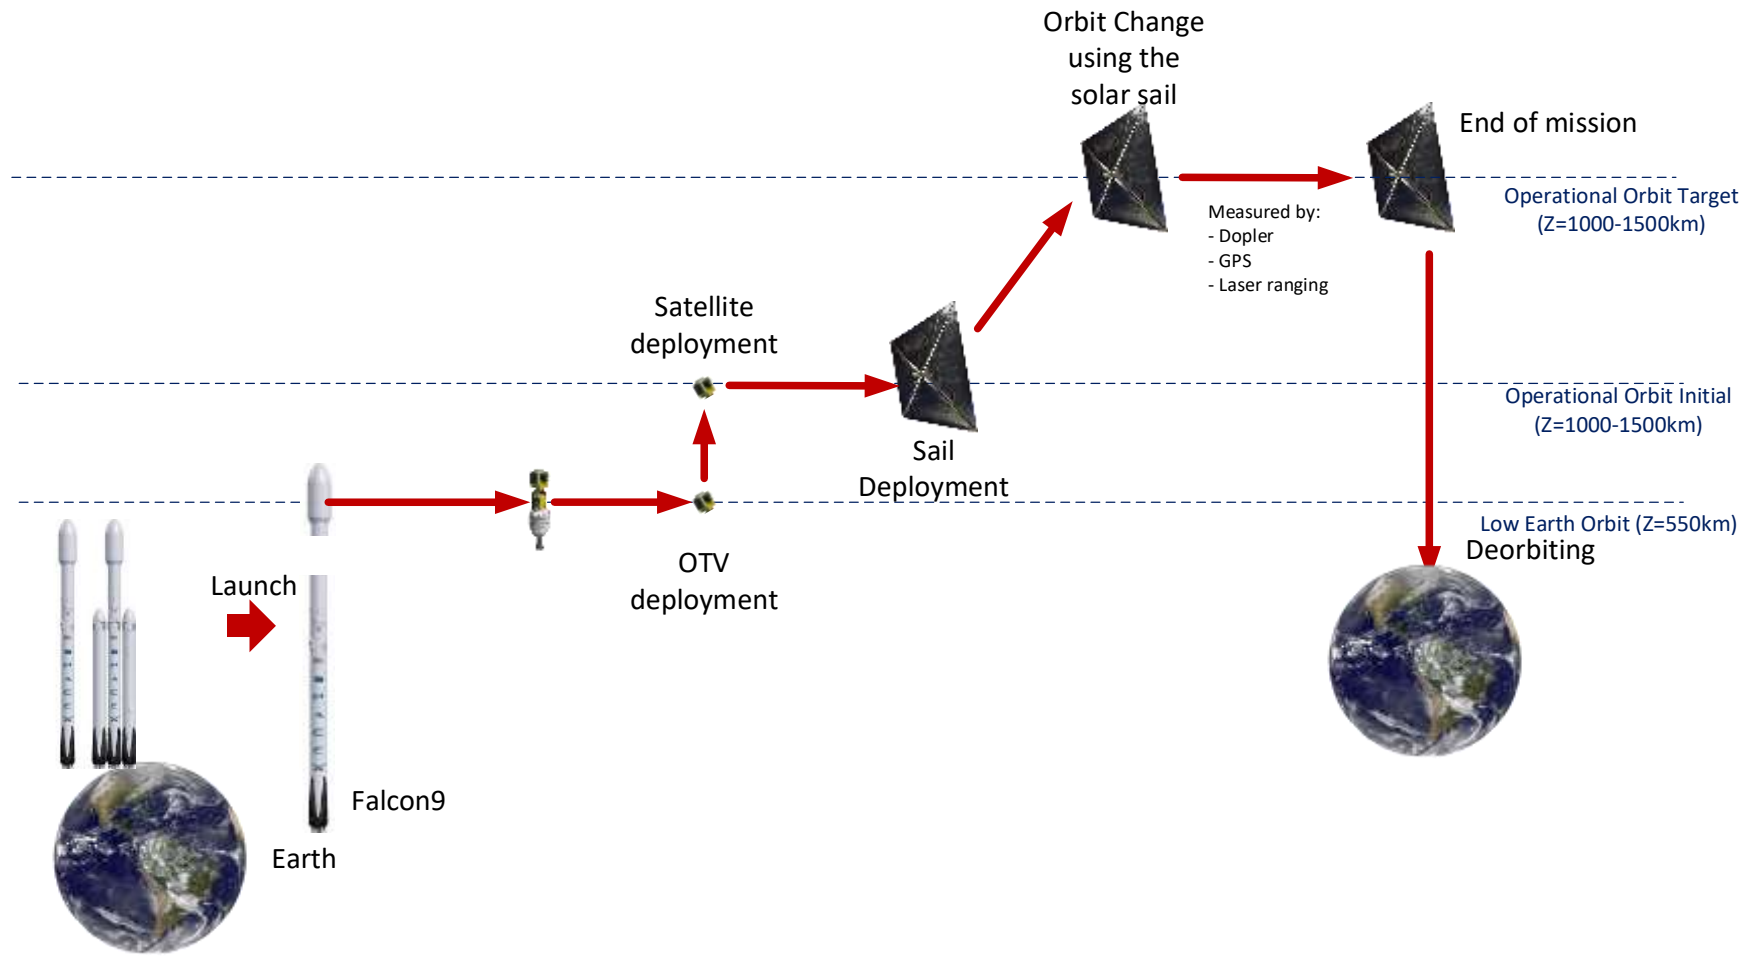 Orbit Change
using the
solar sail
End of mission
Operational Orbit Target
(Z=1000-1500km)
Measured by:
- Dopler
- GPS
- Laser ranging
Satellite
deployment
Operational Orbit Initial
(Z=1000-1500km)
Sail
Deployment
Low Earth Orbit (Z=550km)
Deorbiting
OTV
deployment
Launch
Falcon9
Earth